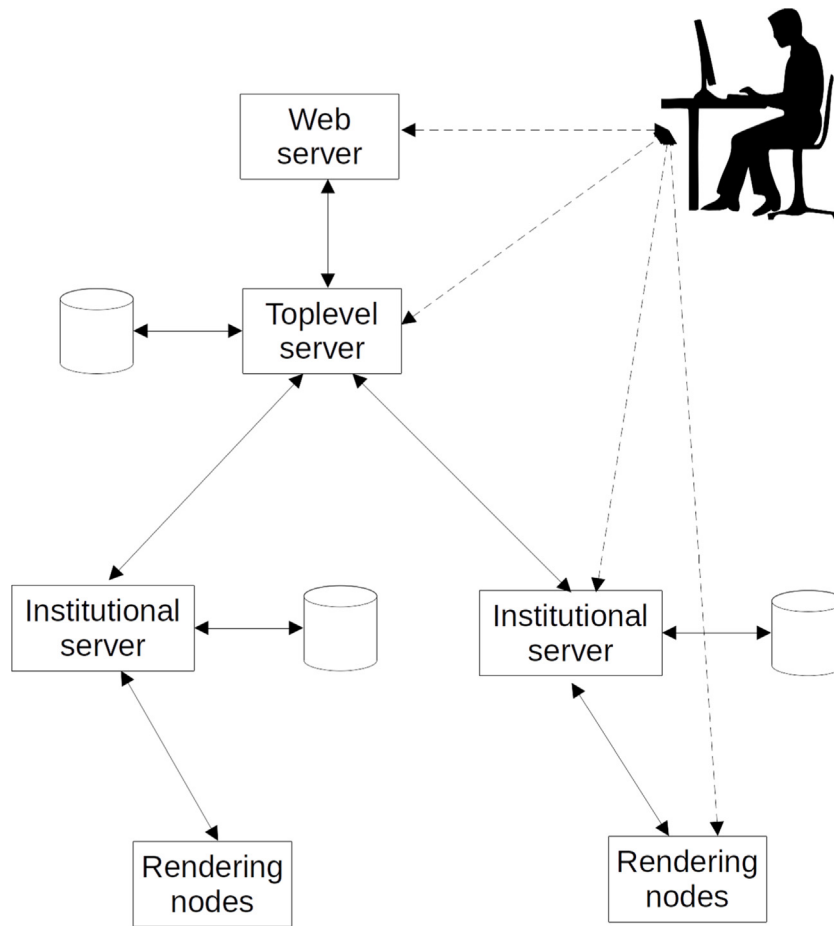 Web
server
Toplevel
server
Institutional
server
Institutional
server
Rendering
nodes
Rendering
nodes